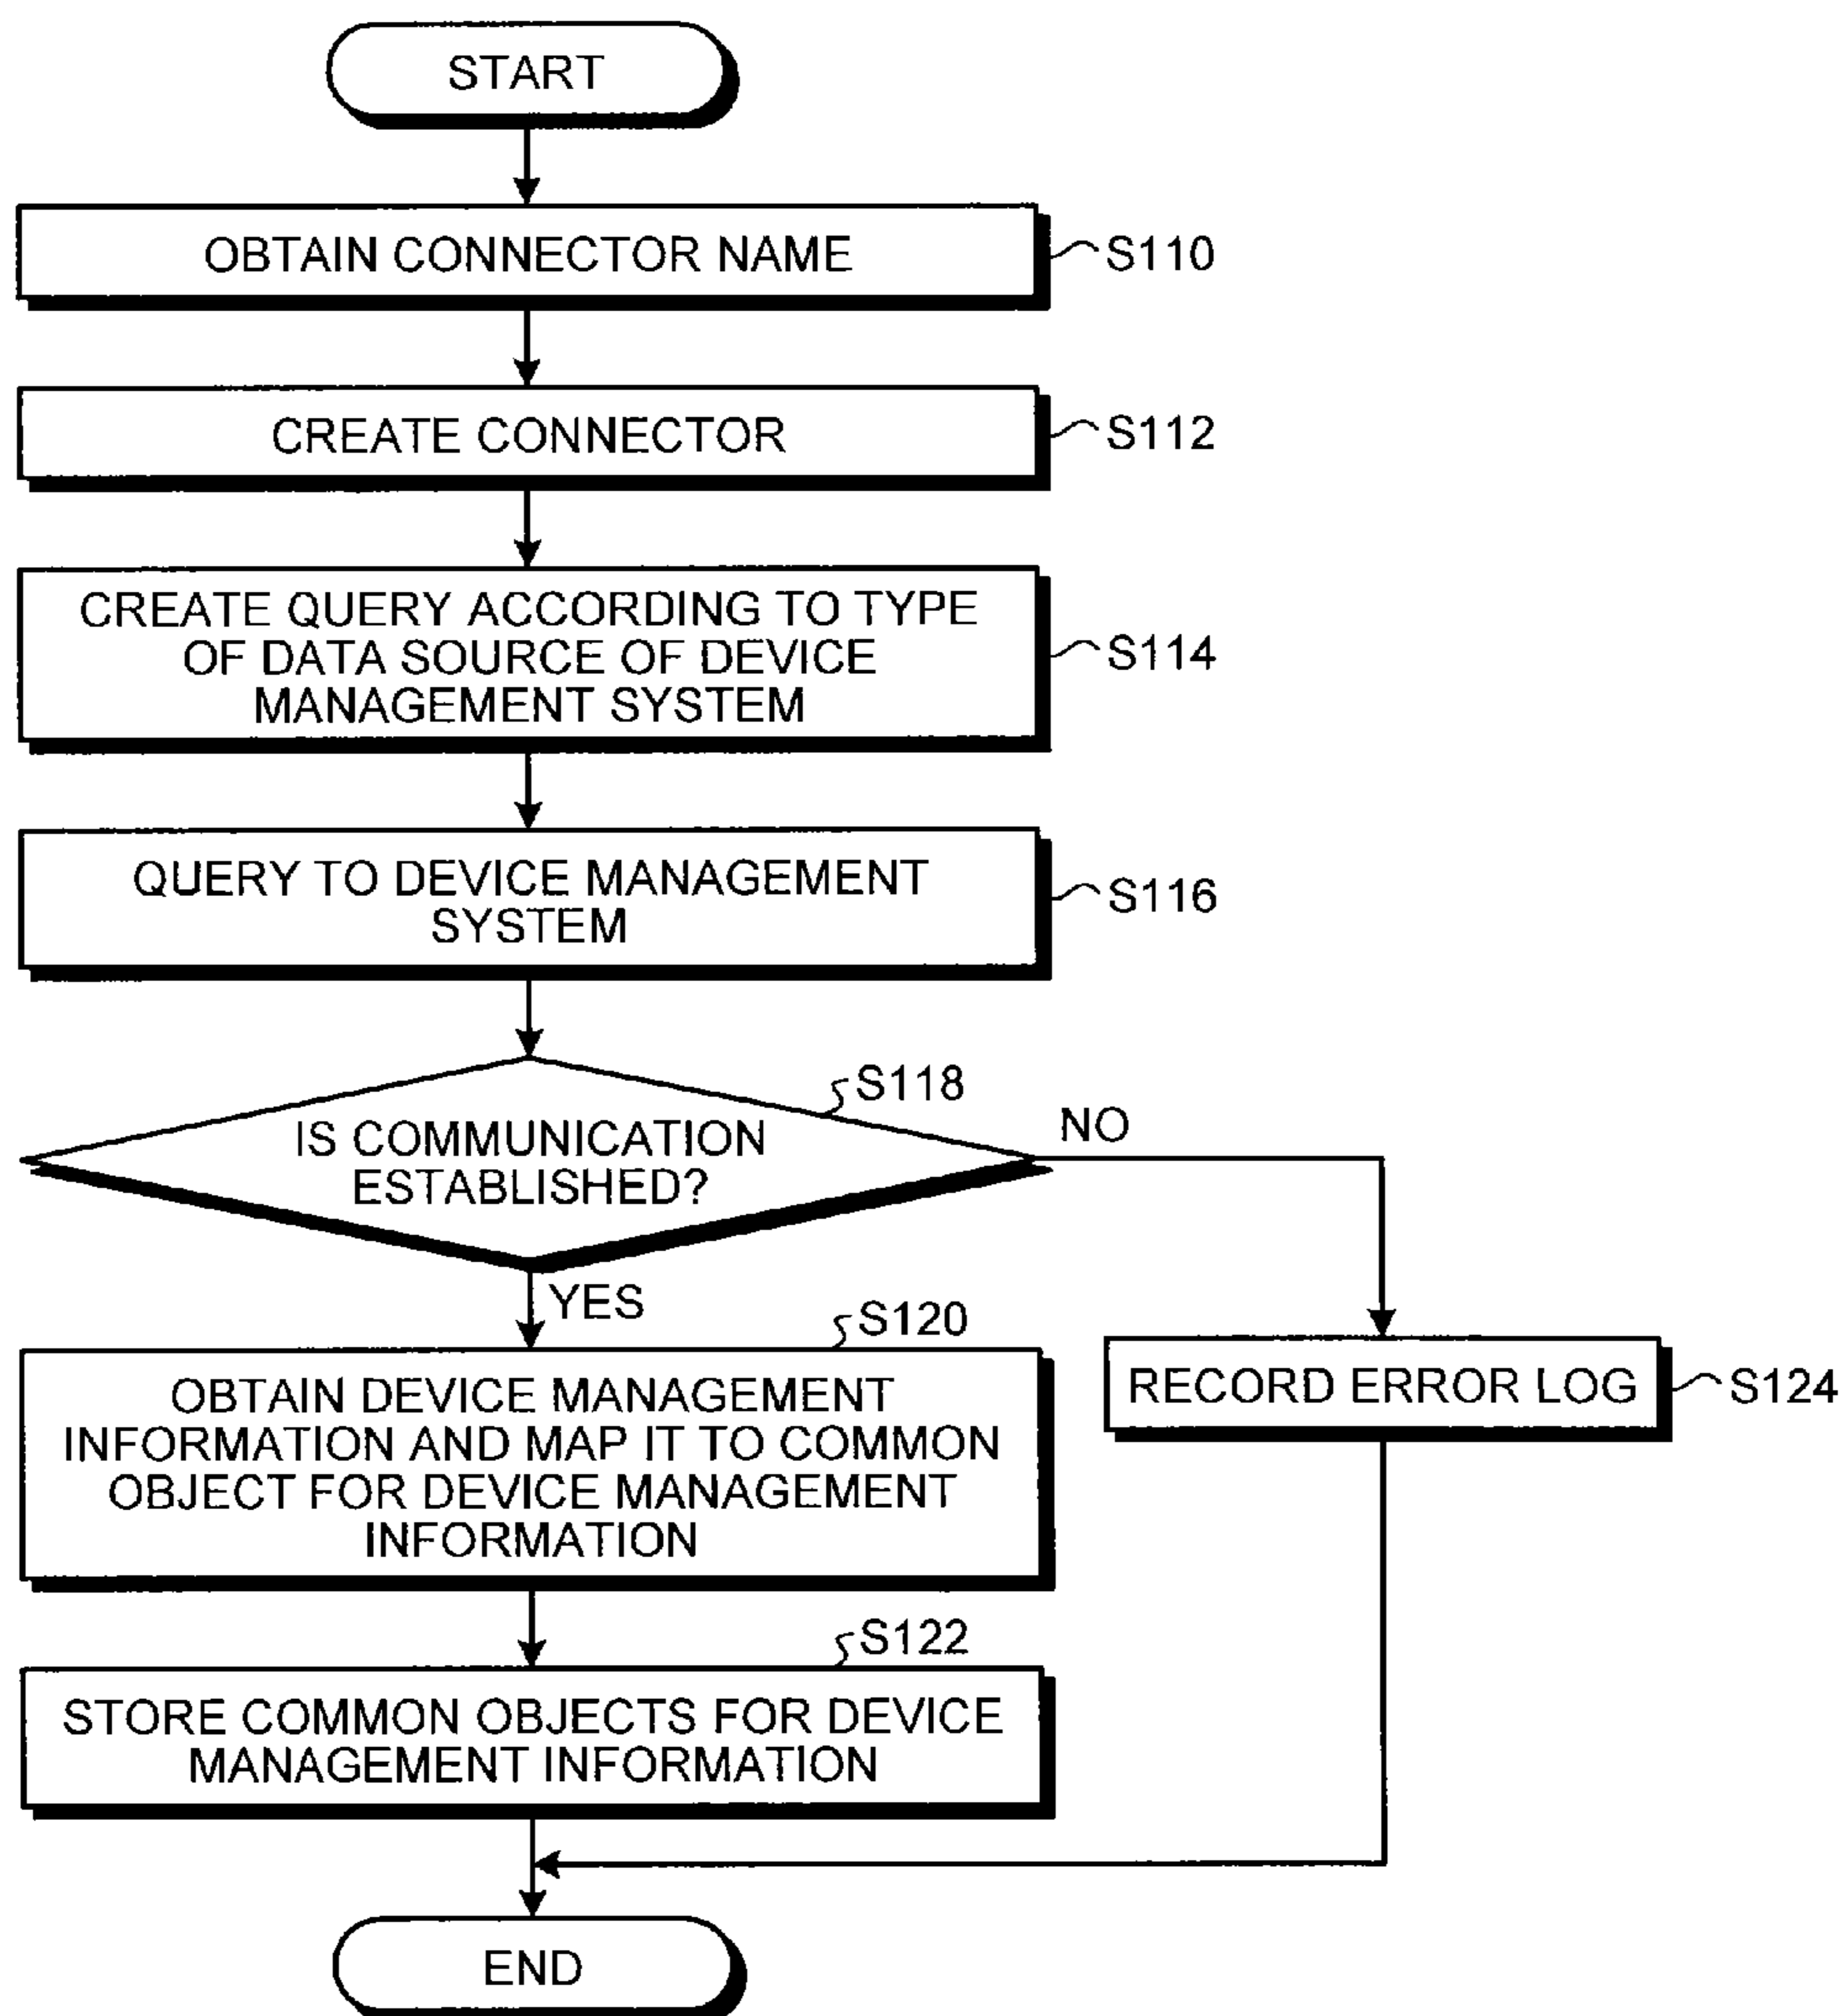 START
OBTAIN CONNECTOR NAME
S110
CREATE CONNECTOR
S112
CREATE QUERY ACCORDING TO TYPE
OF DATA SOURCE OF DEVICE
MANAGEMENT SYSTEM
S114
QUERY TO DEVICE MANAGEMENT
SYSTEM
S116
S118
IS COMMUNICATION
ESTABLISHED?
NO
YES
S120
OBTAIN DEVICE MANAGEMENT
INFORMATION AND MAP IT TO COMMON
OBJECT FOR DEVICE MANAGEMENT
INFORMATION
RECORD ERROR LOG
S124
S122
STORE COMMON OBJECTS FOR DEVICE
MANAGEMENT INFORMATION
END